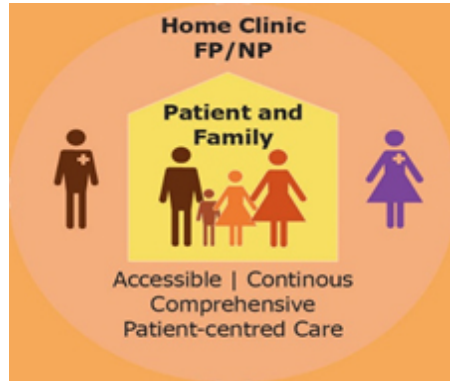 Home Clinic
FP/NP
Patient and
Family
Accessible | Continous
Comprehensive
Patient-centred Care